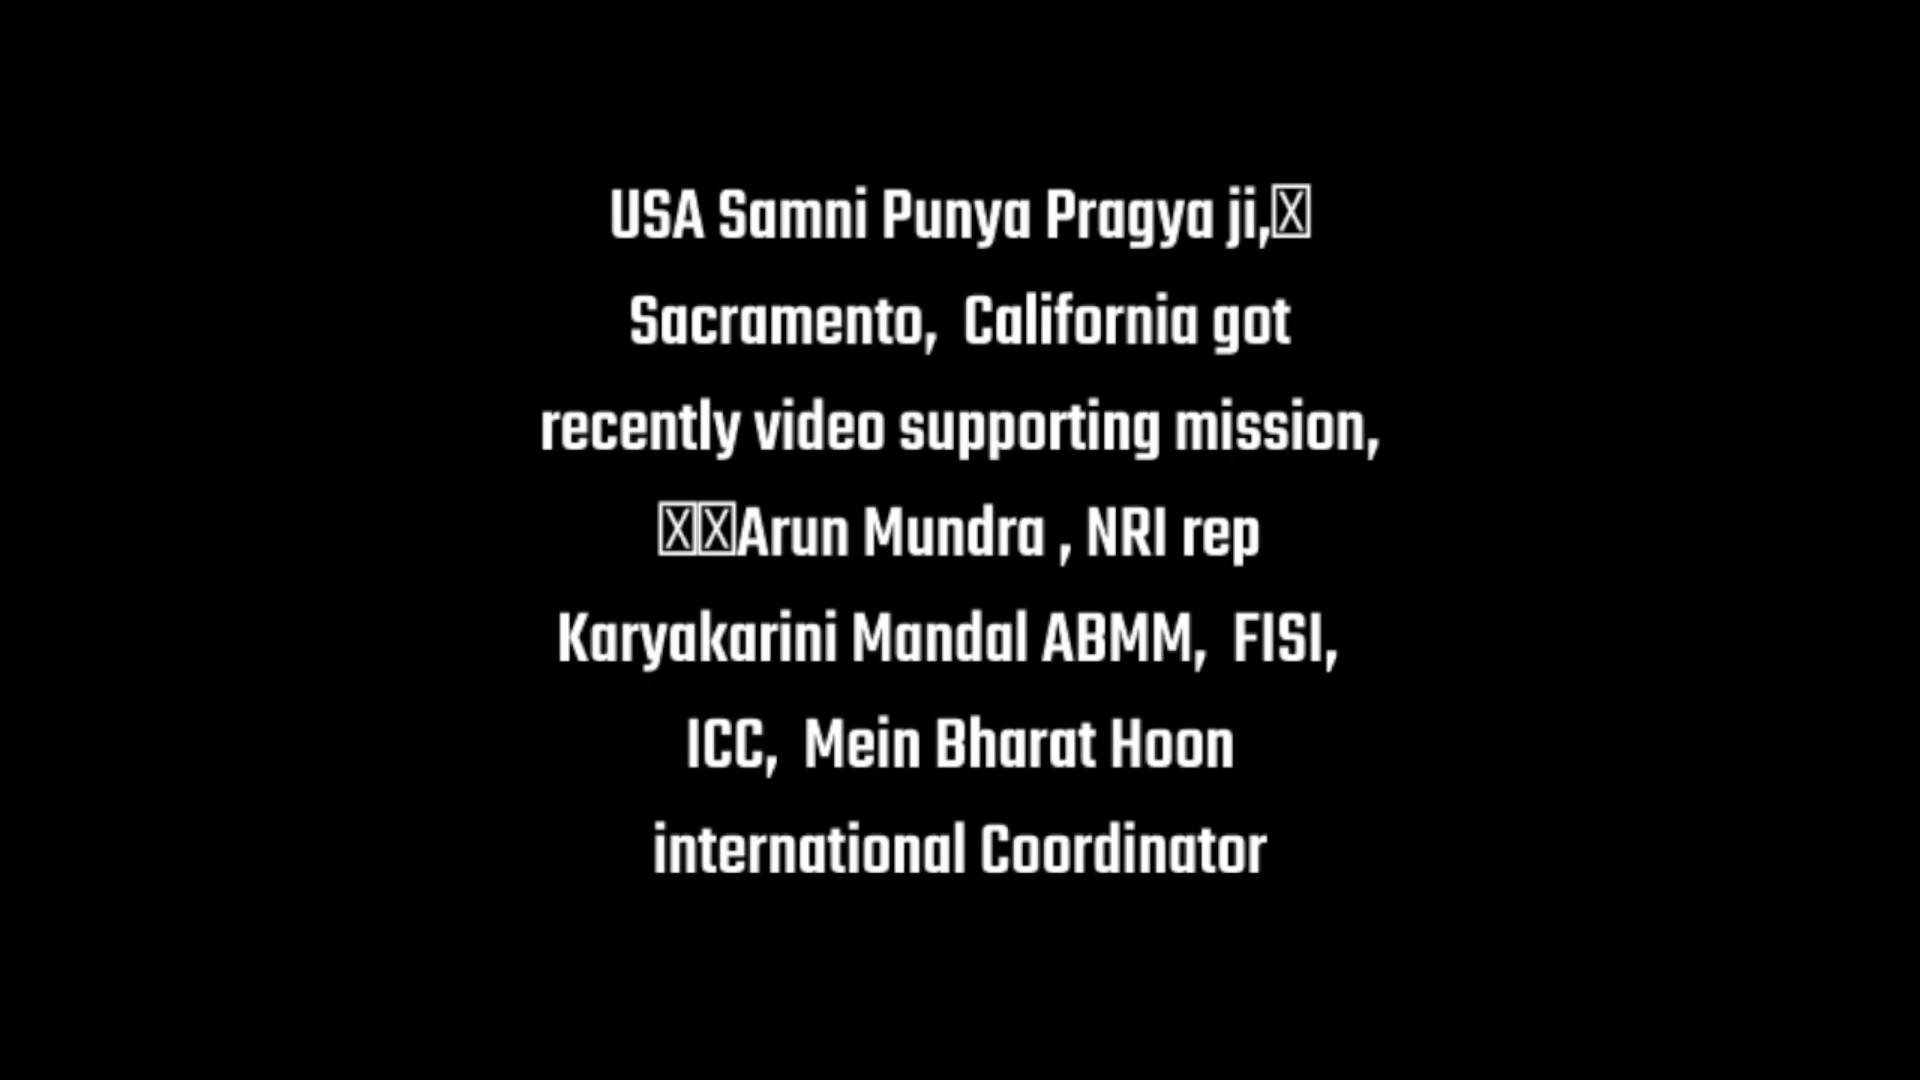 USA Samni Punya Pragya ji,
Sacramento,  California got
recently video supporting mission,
Arun Mundra , NRI rep
Karyakarini Mandal ABMM,  FISI,
ICC,  Mein Bharat Hoon
international Coordinator